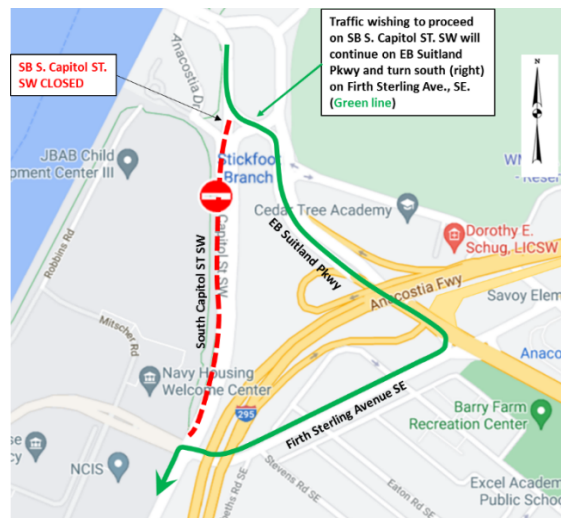 SB S. Capitol ST.
SW CLOSED
Traffic wishing to proceed
on SB S. Capitol ST. SW will
continue on EB Suitland
Pkwy and turn south (right)
on Firth Sterling Ave., SE.
(Green line)
N
Anacostia Dr
JBAB Child
opment Center III
Stickfoot
Branch
WM
Reser
Cedar Tree Academy
Dorothy E.
Schug, LICSW
Robbins Rd
South Capitol ST SW
Capitol St SW
EB Suitland Pkwy
Anacostia Fwy
Savoy Elem
Mitscher Rd
Anaco
Navy Housing
Welcome Center
295
Barry Farm
Recreation Center
Firth Sterling Avenue SE
NCIS
Stevens Rd SE
Eaton Rd SE
eths Rd SE
Excel Academ
Public Schoo